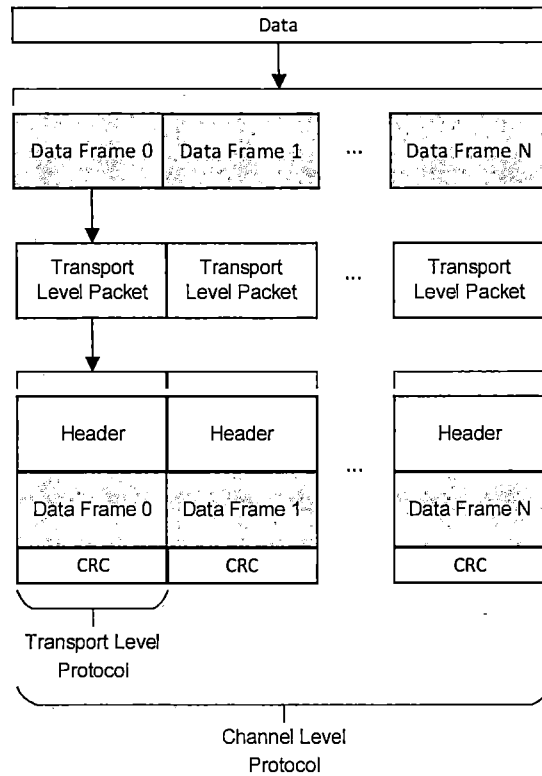 Data
Data Frame 0 Data Frame 1 ... Data Frame N
Transport Level Packet Transport Level Packet ... Transport Level Packet
Header Header ... Header
Data Frame 0 Data Frame 1 Data Frame N
CRC CRC CRC
Transport Level
Protocol
Channel Level
Protocol